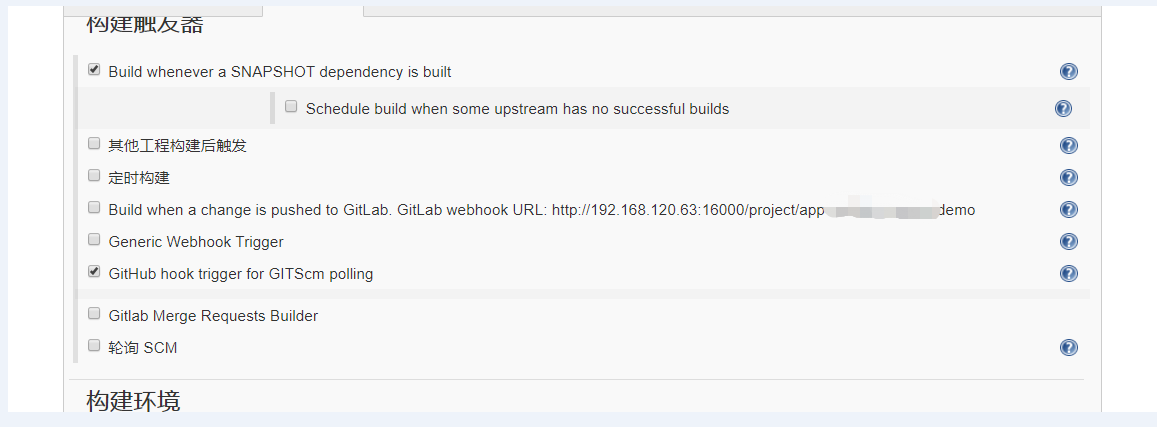 构建触发器
Build whenever a SNAPSHOT dependency is built
Schedule build when some upstream has no successful builds
其他工程构建后触发
定时构建
Build when a change is pushed to GitLab. GitLab webhook URL: http://192.168.120.63:16000/project/app demo
Generic Webhook Trigger
GitHub hook trigger for GITScm polling
Gitlab Merge Requests Builder
轮询 SCM
构建环境